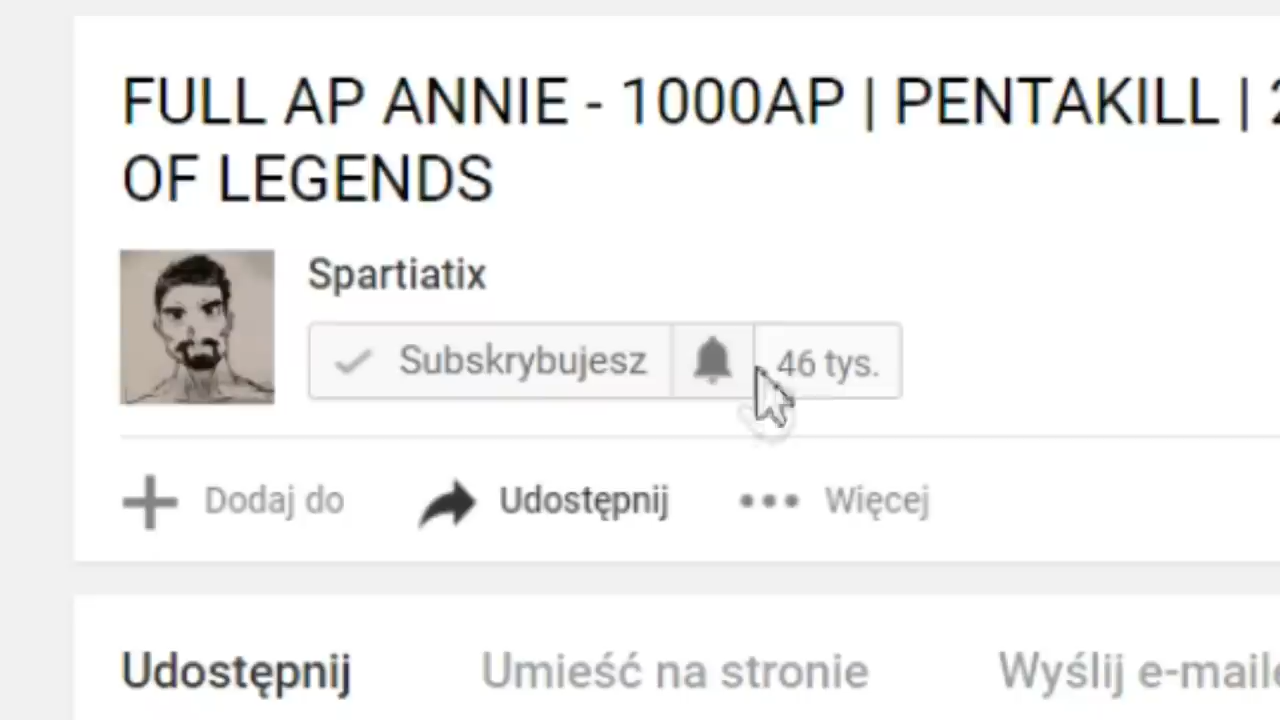 FULL AP ANNIE - 1000AP | PENTAKILL |
OF LEGENDS
Spartiatix
Subskrybujesz 46 tys.
Dodaj do Udostępnij Więcej
Udostępnij Umieść na stronie Wyślij